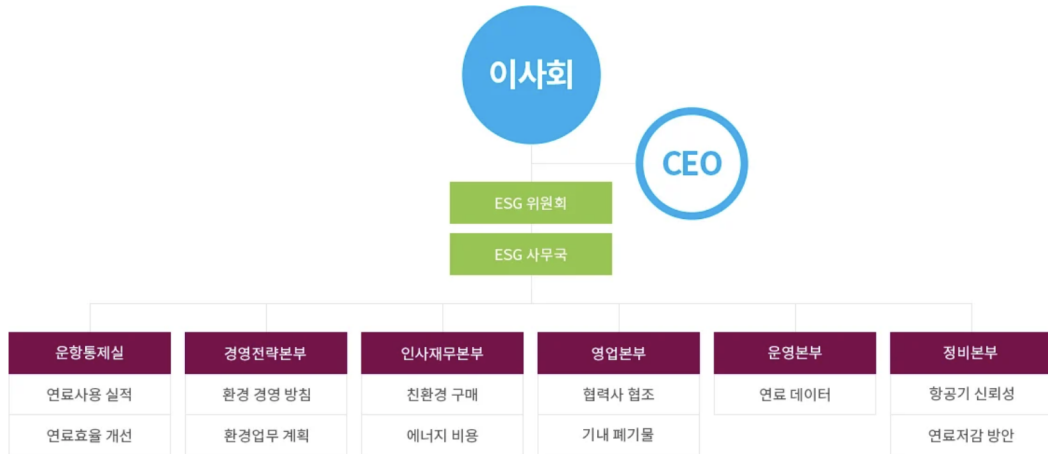 이사회
CEO
ESG 위원회
ESG 사무국
운항통제실
경영전략본부
인사재무본부
영업본부
운영본부
정비본부
연료사용 실적
환경 경영 방침
친환경 구매
협력사 협조
연료 데이터
항공기 신뢰성
연료효율 개선
환경업무 계획
에너지 비용
기내 폐기물
연료저감 방안